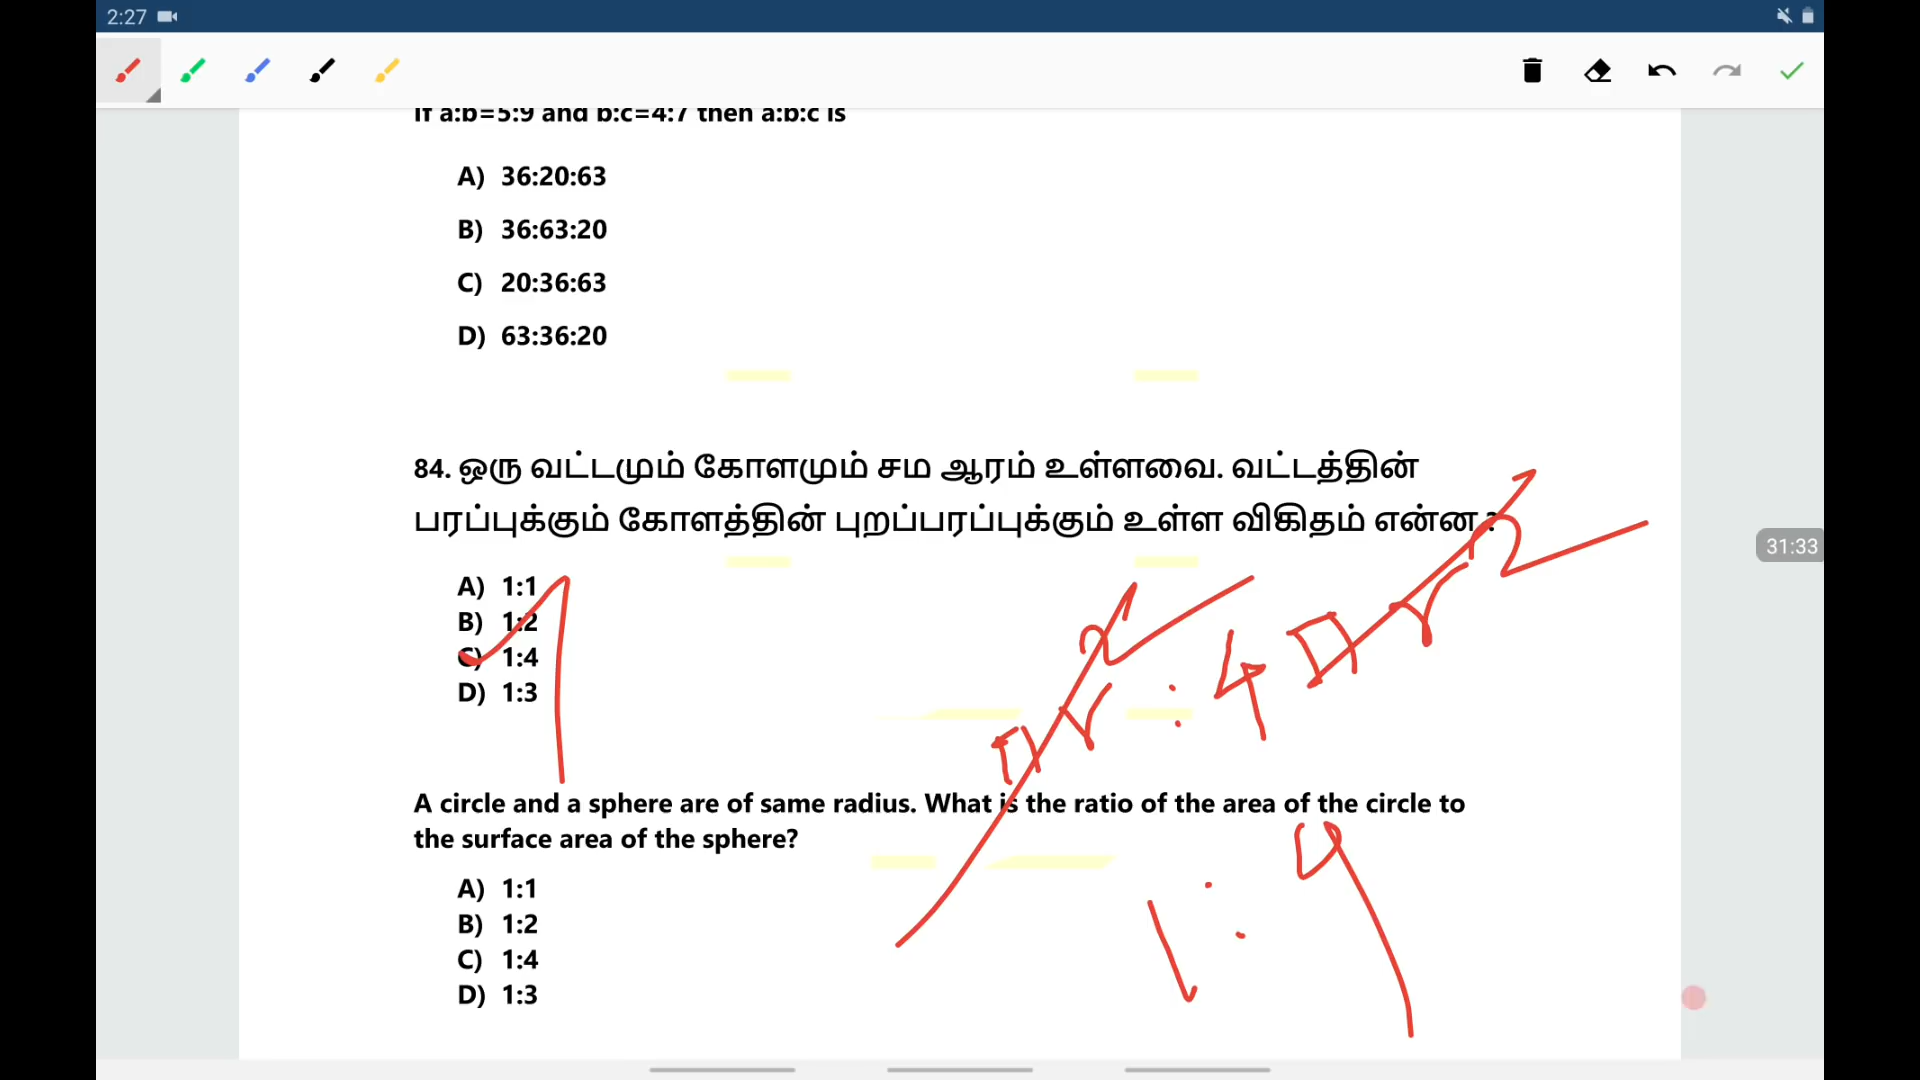 2:27
If a:b=5:9 and b:c=4:7 then a:b:c is
A) 36:20:63
B) 36:63:20
C) 20:36:63
D) 63:36:20
84. ஒரு வட்டமும் கோளமும் சம ஆரம் உள்ளவை. வட்டத்தின்
பரப்புக்கும் கோளத்தின் புறப்பரப்புக்கும் உள்ள விகிதம் என்ன ?
31:33
A) 1:1
B) 1:2
C) 1:4
D) 1:3
πr² : 4πr²
A circle and a sphere are of same radius. What is the ratio of the area of the circle to
the surface area of the sphere?
1 : 4
A) 1:1
B) 1:2
C) 1:4
D) 1:3